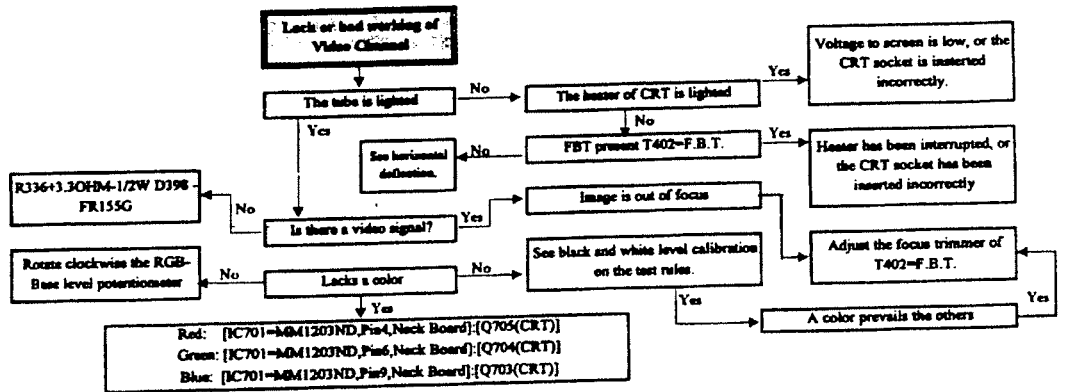 Lack or bad working of
Video Channel
Voltage to screen is low, or the
CRT socket is insterted
incorrectly.
Yes
No
The tube is lighted
The heater of CRT is lighted
Yes
No
See horizontal
deflection.
No
FBT present T402=F.B.T.
Yes
Heater has been interrupted, or
the CRT socket has been
inserted incorrectly
R336+3.3OHM-1/2W D398 -
FR155G
No
Is there a video signal?
Yes
Image is out of focus
Rotate clockwise the RGB-
Base level potentiometer
No
Lacks a color
No
See black and white level calibration
on the test rules.
Adjust the focus trimmer of
T402=F.B.T.
Yes
Yes
Yes
A color prevails the others
Red: [IC701=MM1203ND,Pin4,Neck Board]:[Q705(CRT)]
Green: [IC701=MM1203ND,Pin6,Neck Board]:[Q704(CRT)]
Blue: [IC701=MM1203ND,Pin9,Neck Board]:[Q703(CRT)]